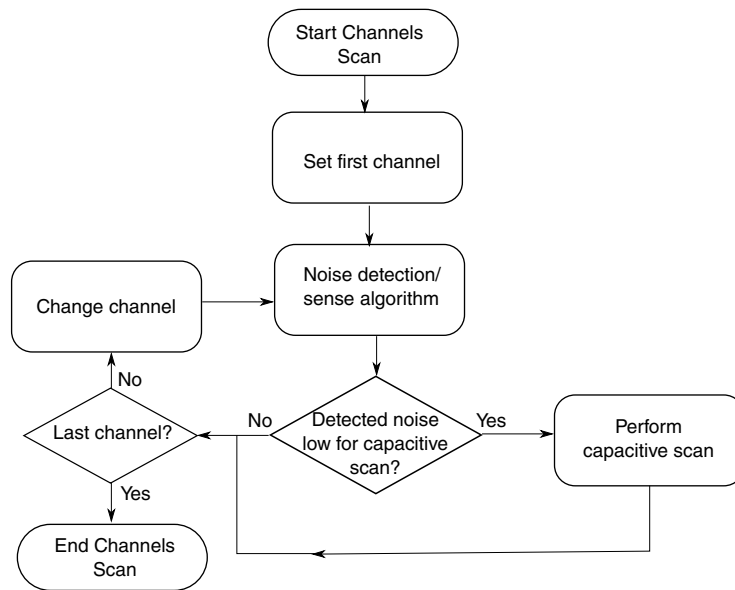 Start Channels
Scan
Set first channel
Noise detection/
sense algorithm
Change channel
No
Last channel?
No
Detected noise
low for capacitive
scan?
Yes
Perform
capacitive scan
Yes
End Channels
Scan